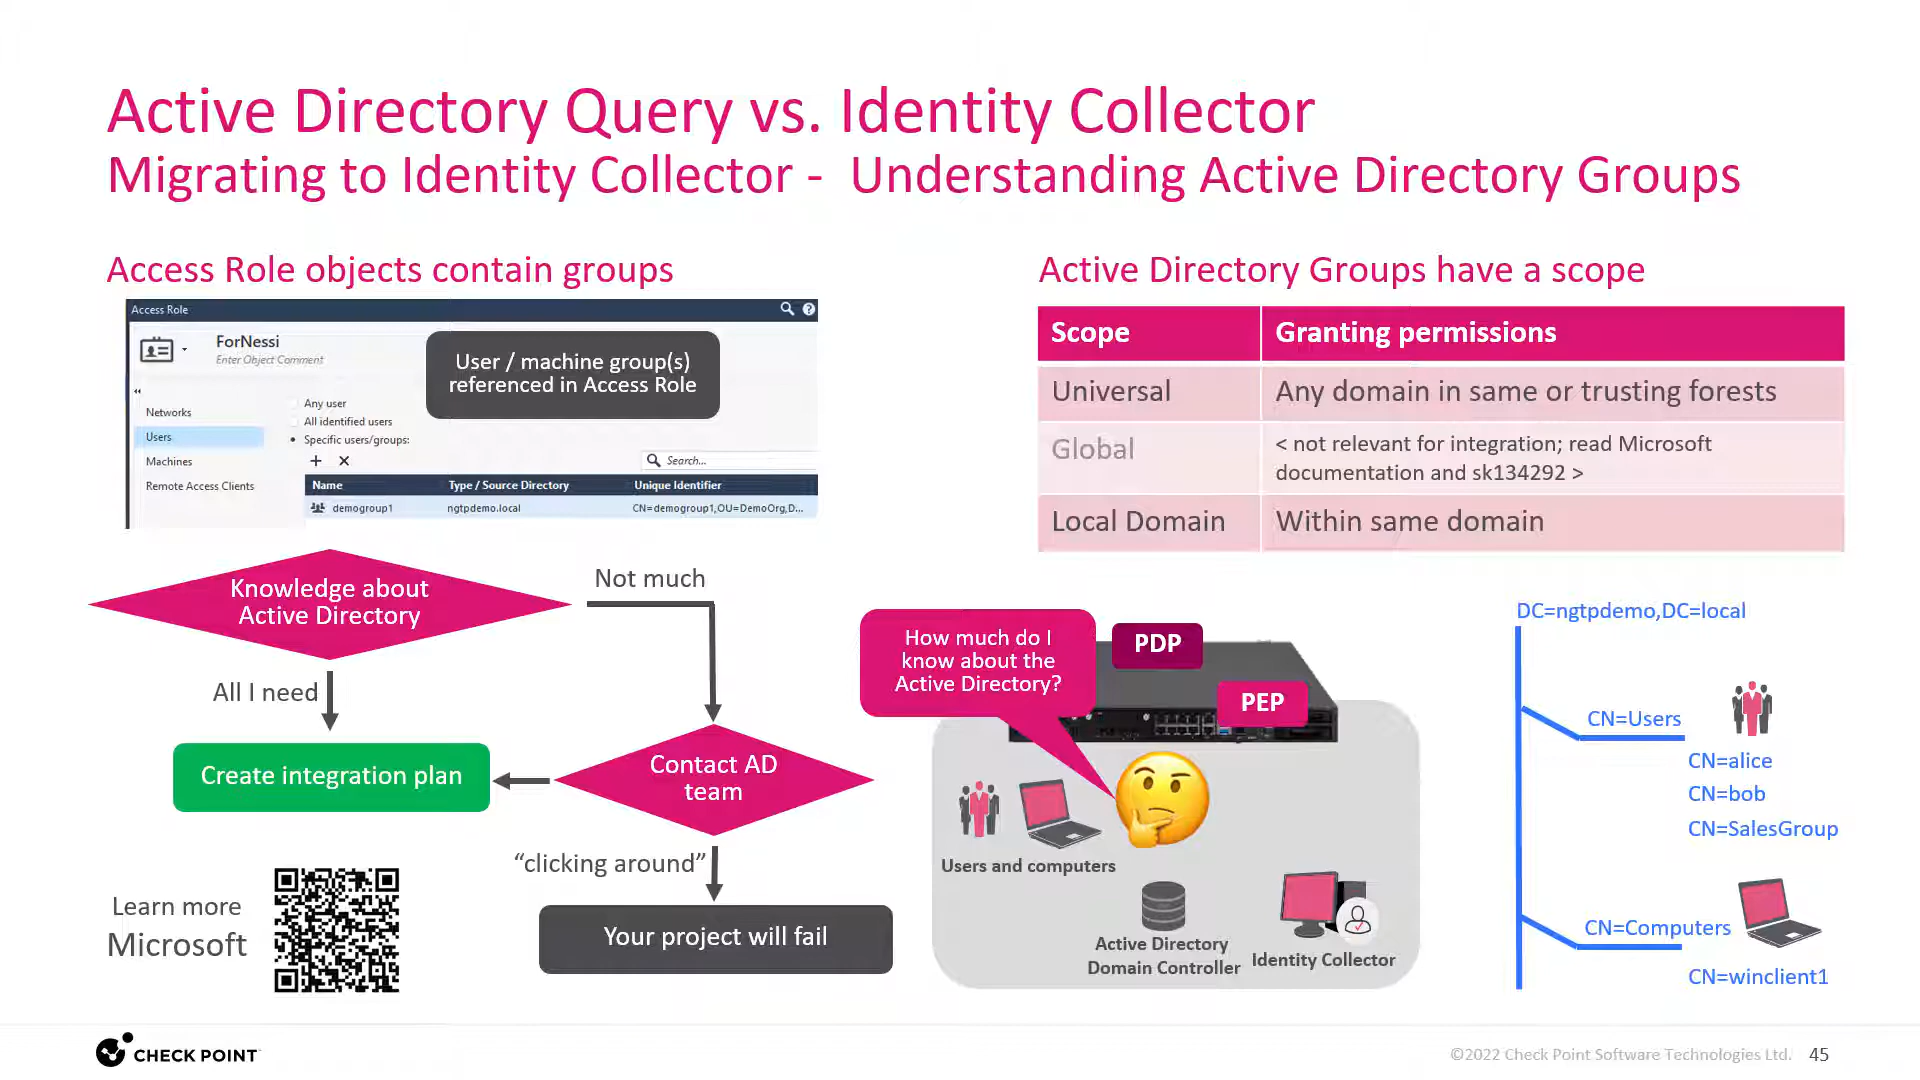 Active Directory Query vs. Identity Collector
Migrating to Identity Collector - Understanding Active Directory Groups
Access Role objects contain groups
Access Role
ForNessi
Enter Object Comment
User / machine group(s)
referenced in Access Role
Networks
Users
Machines
Remote Access Clients
Any user
All identified users
Specific users/groups:
Search...
Name Type / Source Directory Unique Identifier
demogroup1 ngtpdemo.local CN=demogroup1,OU=DemoOrg,D...
Active Directory Groups have a scope
Scope Granting permissions
Universal Any domain in same or trusting forests
Global < not relevant for integration; read Microsoft
documentation and sk134292 >
Local Domain Within same domain
Knowledge about
Active Directory
Not much
All I need
Create integration plan
Contact AD
team
“clicking around”
Your project will fail
Learn more
Microsoft
How much do I
know about the
Active Directory?
PDP
PEP
Users and computers
Active Directory
Domain Controller
Identity Collector
DC=ngtpdemo,DC=local
CN=Users
CN=alice
CN=bob
CN=SalesGroup
CN=Computers
CN=winclient1
CHECK POINT
©2022 Check Point Software Technologies Ltd. 45